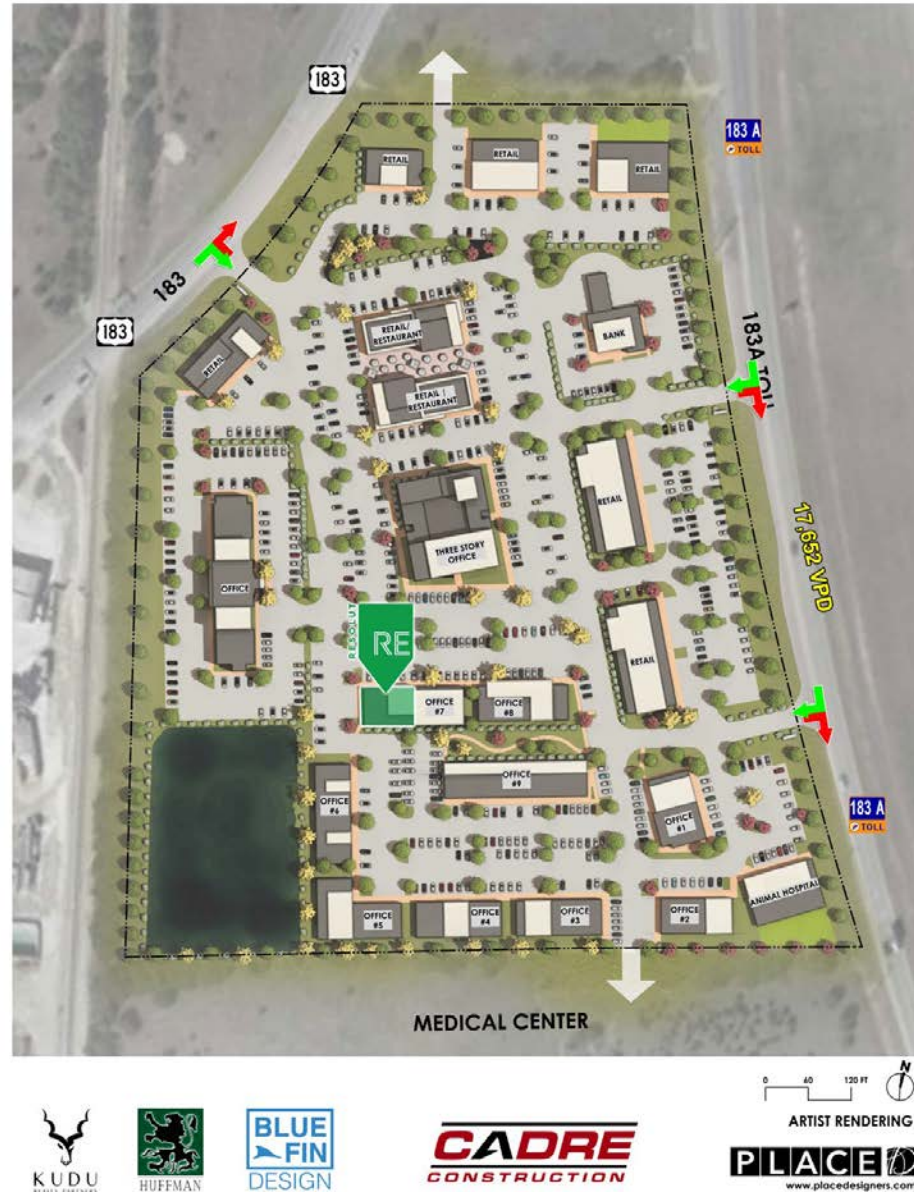 183
183 A
TOLL
RETAIL
RETAIL
RETAIL
183
183
RETAIL/
RESTAURANT
BANK
RETAIL
RETAIL |
RESTAURANT
183A TOLL
RETAIL
17,652 VPD
THREE STORY
OFFICE
OFFICE
RESOLUT
RE
RETAIL
OFFICE
#7
OFFICE
#8
OFFICE
#9
OFFICE
#6
183 A
TOLL
OFFICE
#1
ANIMAL HOSPITAL
OFFICE
#5
OFFICE
#4
OFFICE
#3
OFFICE
#2
MEDICAL CENTER
0 60 120 FT
N
ARTIST RENDERING
KUDU
HUFFMAN
BLUE
FIN
DESIGN
CADRE
CONSTRUCTION
PLACE
www.placedesigners.com